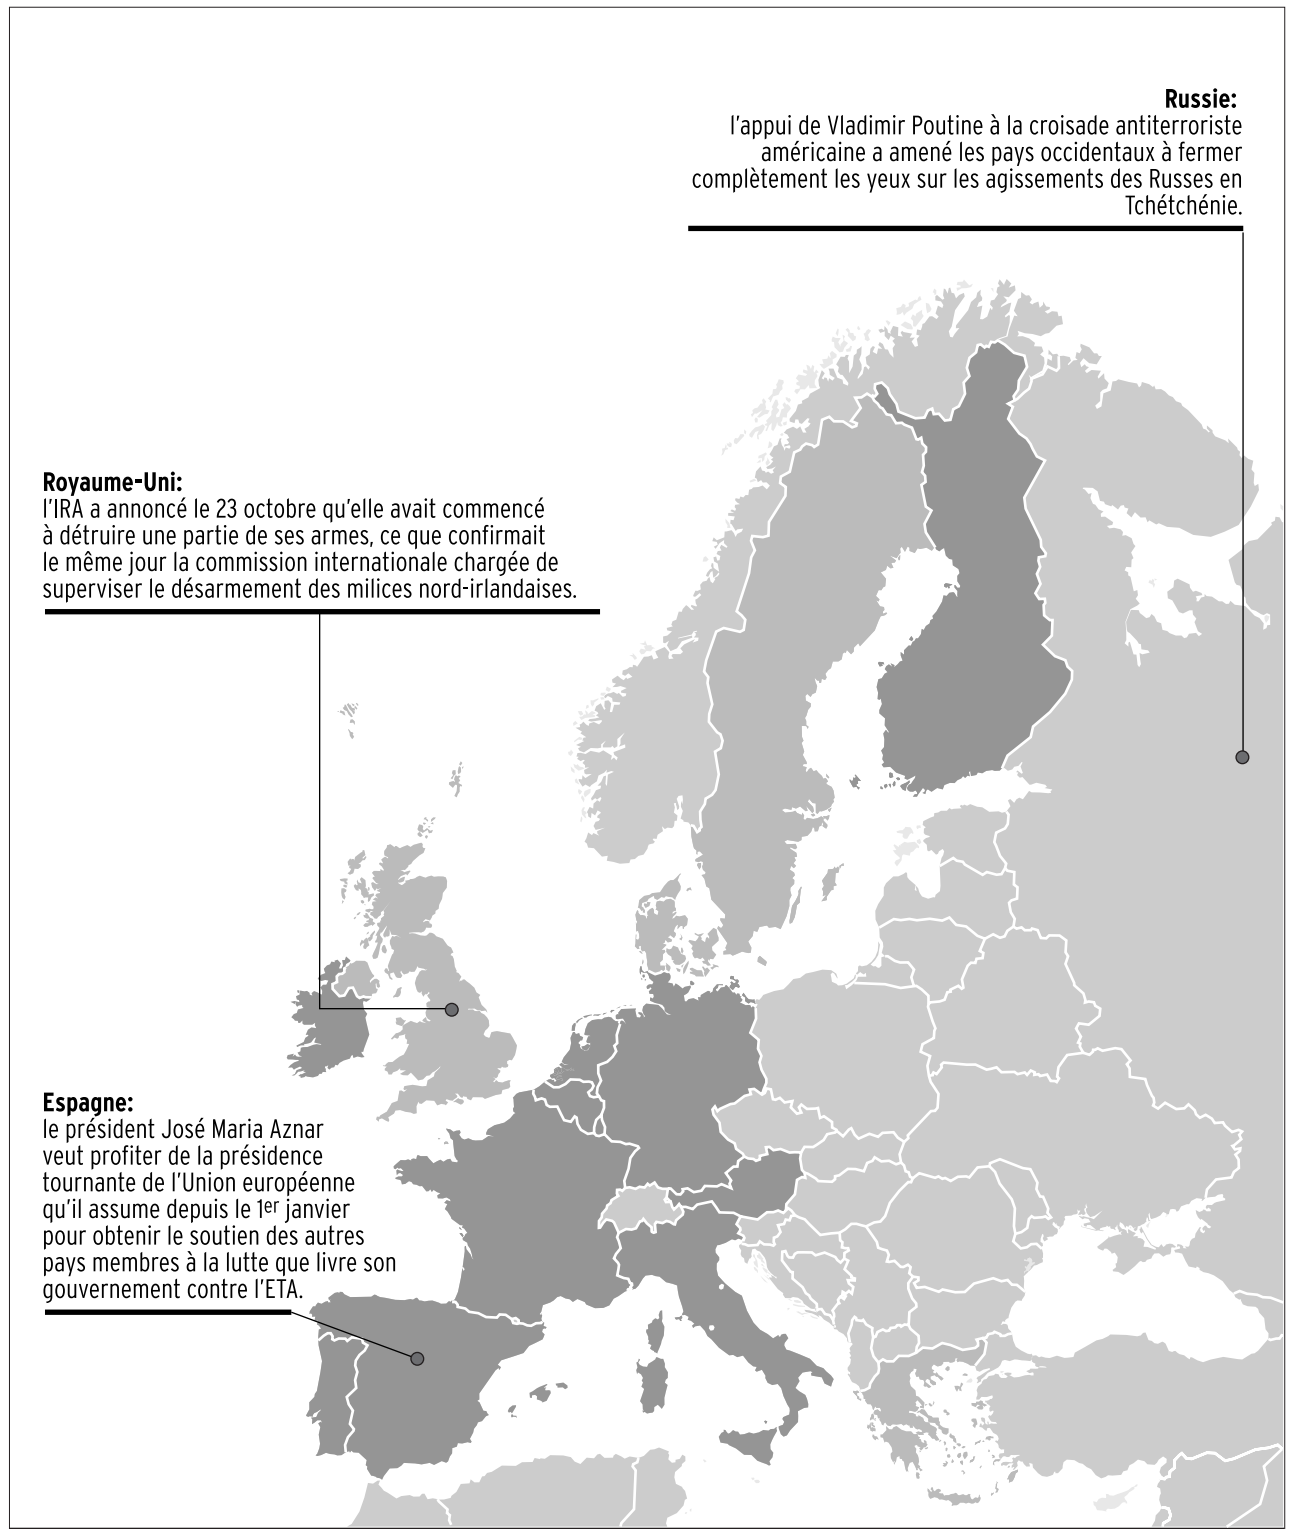 Russie:
l'appui de Vladimir Poutine à la croisade antiterroriste
américaine a amené les pays occidentaux à fermer
complètement les yeux sur les agissements des Russes en
Tchétchénie.
Royaume-Uni:
l'IRA a annoncé le 23 octobre qu'elle avait commencé
à détruire une partie de ses armes, ce que confirmait
le même jour la commission internationale chargée de
superviser le désarmement des milices nord-irlandaises.
Espagne:
le président José Maria Aznar
veut profiter de la présidence
tournante de l'Union européenne
qu'il assume depuis le 1er janvier
pour obtenir le soutien des autres
pays membres à la lutte que livre son
gouvernement contre l'ETA.